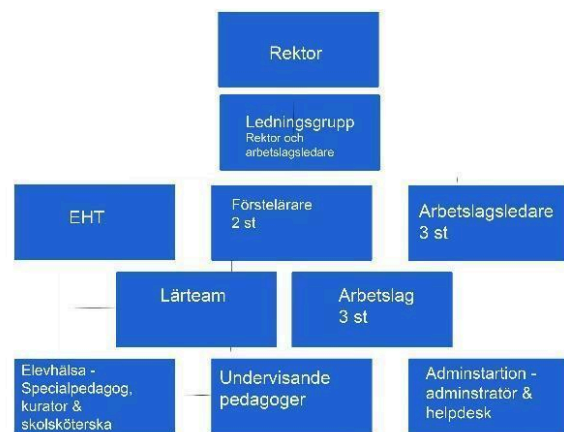 Rektor
Ledningsgrupp
Rektor och
arbetslagsledare
EHT
Förstelärare
2 st
Arbetslagsledare
3 st
Lärteam
Arbetslag
3 st
Elevhälsa -
Specialpedagog,
kurator &
skolsköterska
Undervisande
pedagoger
Adminstartion -
adminstratör &
helpdesk